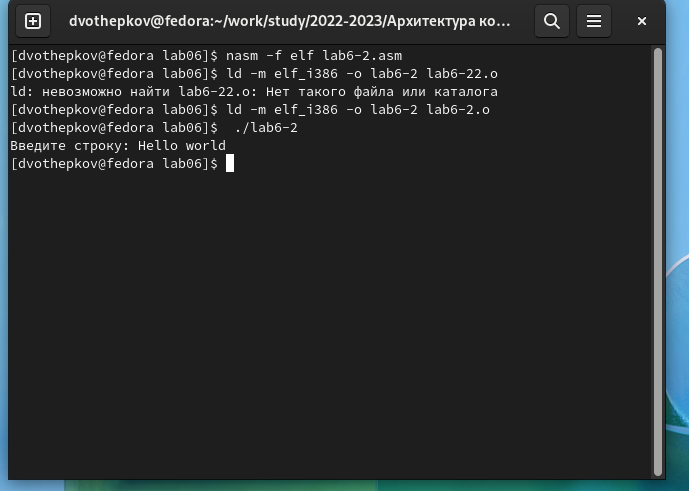 dvothepkov@fedora:~/work/study/2022-2023/Архитектура ко...
[dvothepkov@fedora lab06]$ nasm -f elf lab6-2.asm
[dvothepkov@fedora lab06]$ ld -m elf_i386 -o lab6-2 lab6-22.o
ld: невозможно найти lab6-22.o: Нет такого файла или каталога
[dvothepkov@fedora lab06]$ ld -m elf_i386 -o lab6-2 lab6-2.o
[dvothepkov@fedora lab06]$  ./lab6-2
Введите строку: Hello world
[dvothepkov@fedora lab06]$